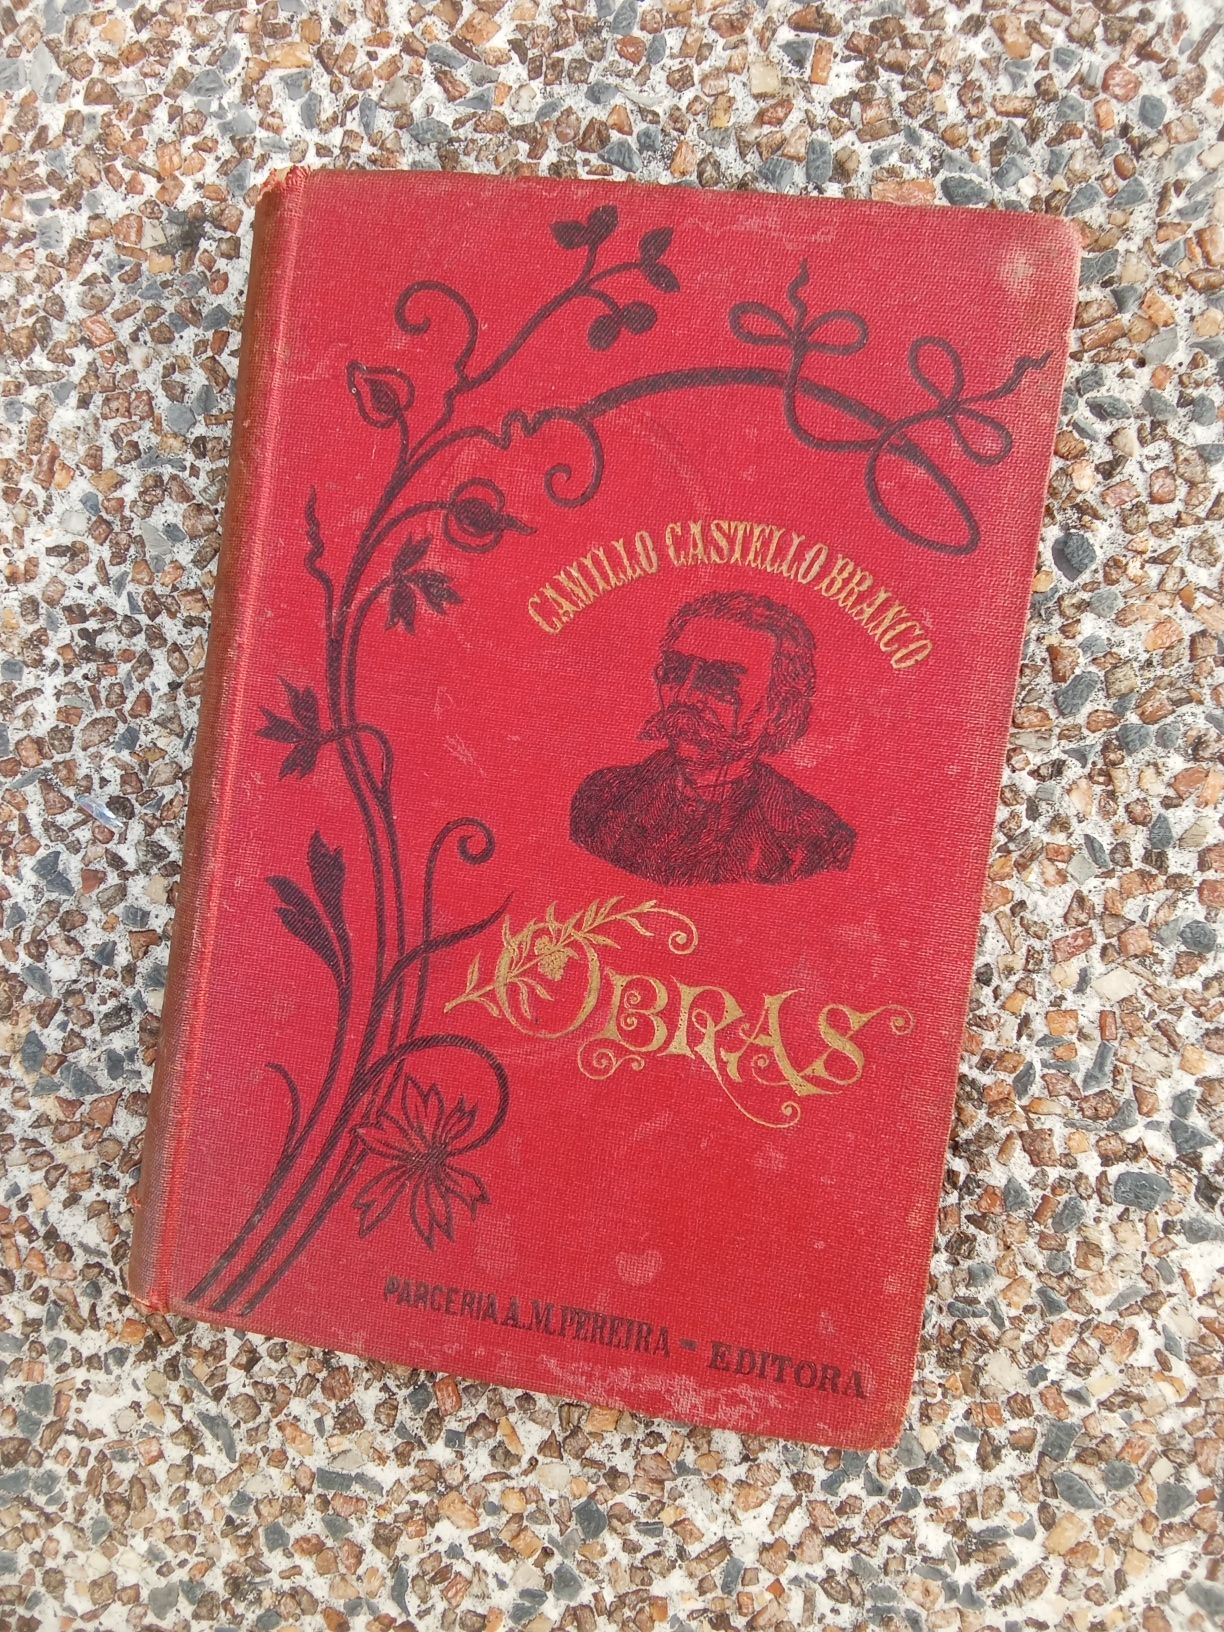 CAMILLO CASTELLO BRANCO
OBRAS
PARCERIA A. M. PEREIRA = EDITORA